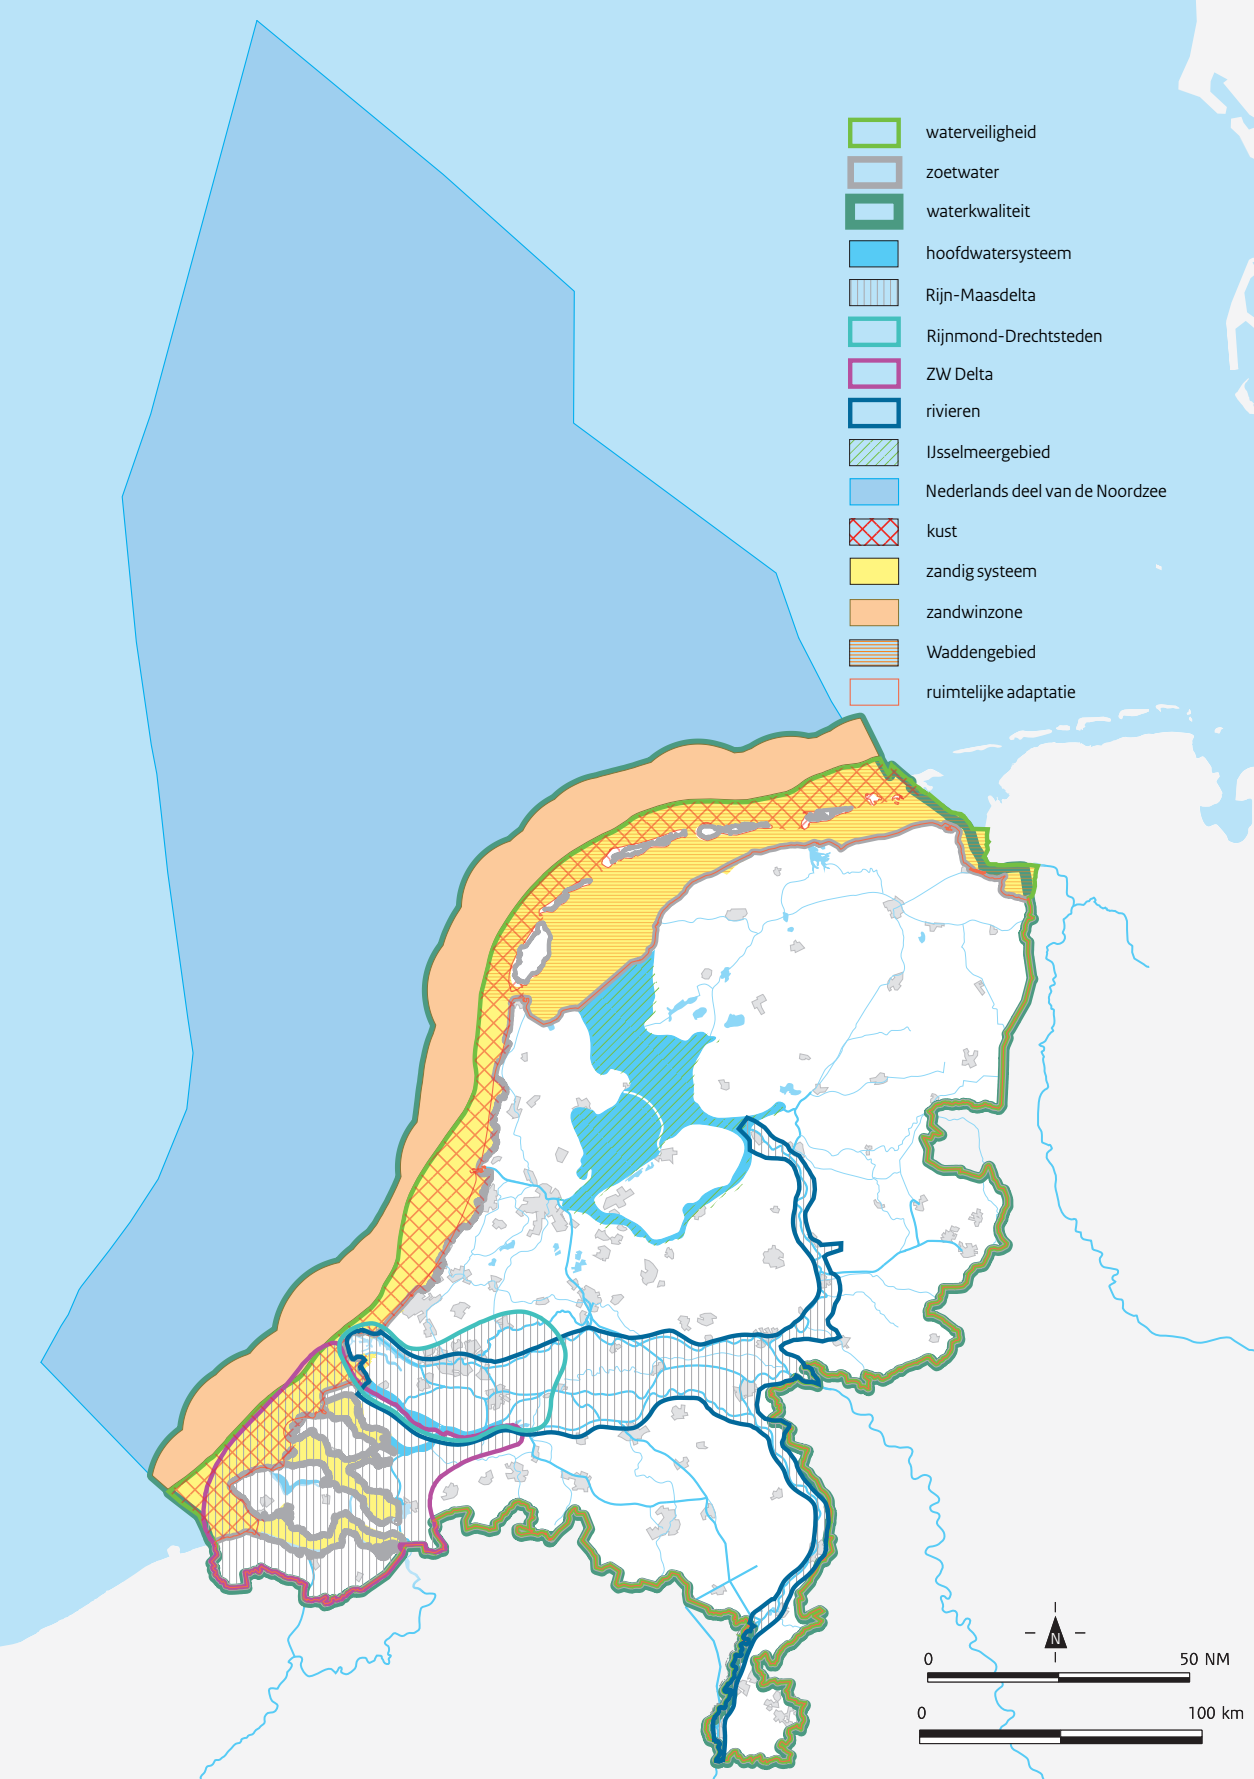 waterveiligheid
zoetwater
waterkwaliteit
hoofdwatersysteem
Rijn-Maasdelta
Rijnmond-Drechtsteden
ZW Delta
rivieren
IJsselmeergebied
Nederlands deel van de Noordzee
kust
zandig systeem
zandwinzone
Waddengebied
ruimtelijke adaptatie
N
0 50 NM
0 100 km